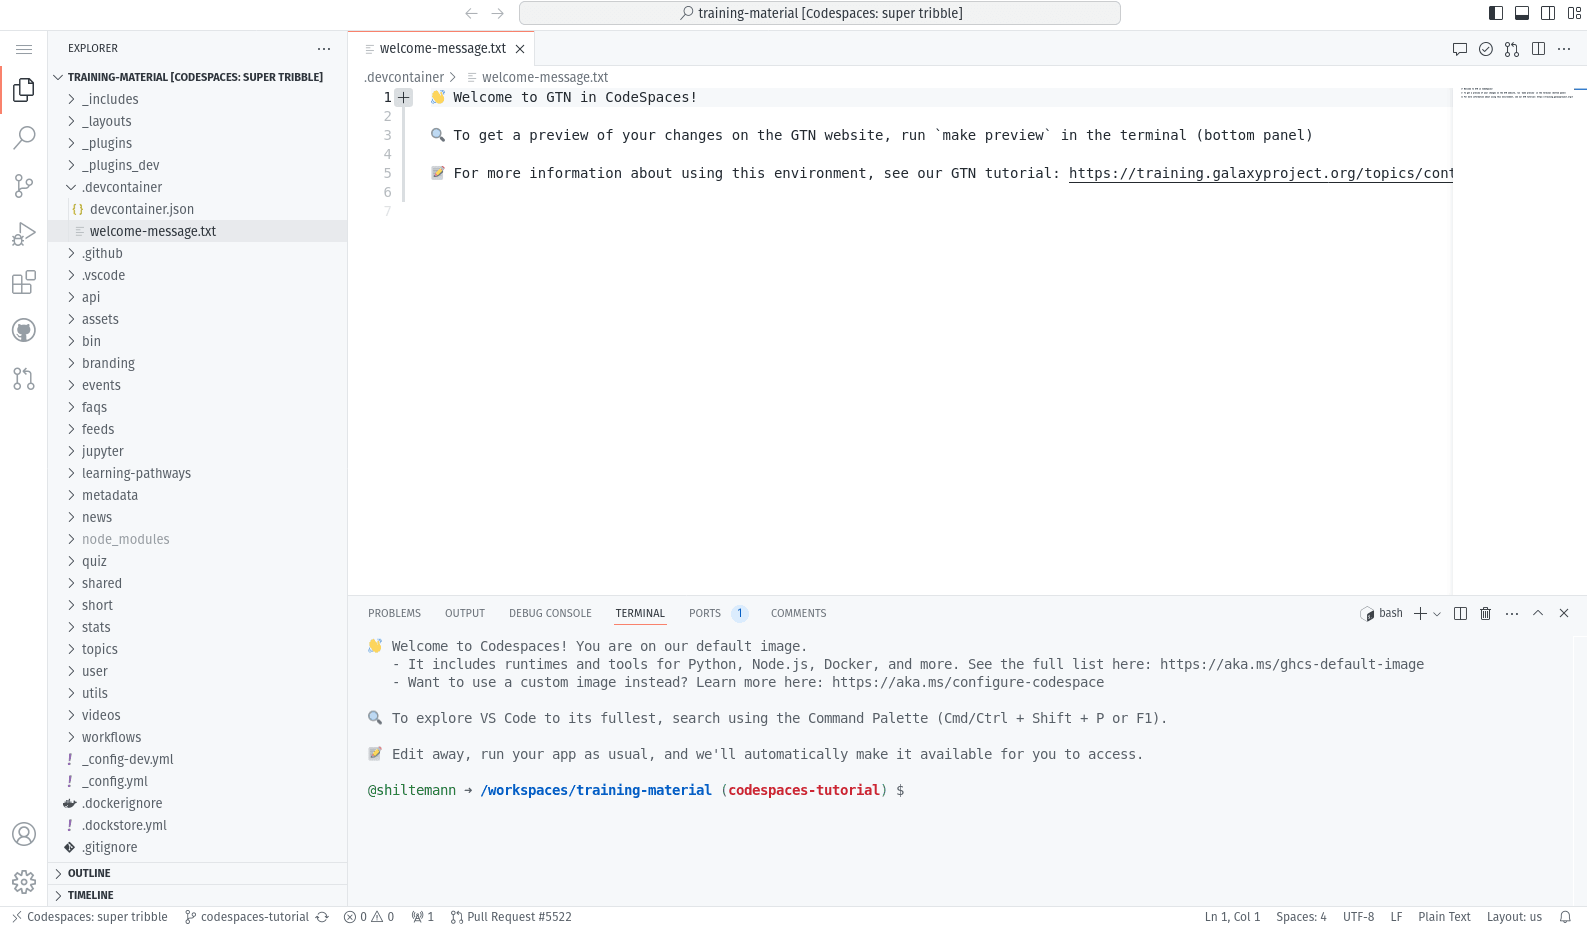 training-material [Codespaces: super tribble]
EXPLORER
TRAINING-MATERIAL [CODESPACES: SUPER TRIBBLE]
_includes
_layouts
_plugins
_plugins_dev
.devcontainer
devcontainer.json
welcome-message.txt
.github
.vscode
api
assets
bin
branding
events
faqs
feeds
jupyter
learning-pathways
metadata
news
node_modules
quiz
shared
short
stats
topics
user
utils
videos
workflows
_config-dev.yml
_config.yml
.dockerignore
.dockstore.yml
.gitignore
OUTLINE
TIMELINE
welcome-message.txt
.devcontainer > welcome-message.txt
1 👋 Welcome to GTN in CodeSpaces!
2
3 🔍 To get a preview of your changes on the GTN website, run `make preview` in the terminal (bottom panel)
4
5 📝 For more information about using this environment, see our GTN tutorial: https://training.galaxyproject.org/topics/cont
6
7
PROBLEMS OUTPUT DEBUG CONSOLE TERMINAL PORTS 1 COMMENTS
bash
👋 Welcome to Codespaces! You are on our default image.
- It includes runtimes and tools for Python, Node.js, Docker, and more. See the full list here: https://aka.ms/ghcs-default-image
- Want to use a custom image instead? Learn more here: https://aka.ms/configure-codespace
🔍 To explore VS Code to its fullest, search using the Command Palette (Cmd/Ctrl + Shift + P or F1).
📝 Edit away, run your app as usual, and we'll automatically make it available for you to access.
@shiltemann ➜ /workspaces/training-material (codespaces-tutorial) $
Codespaces: super tribble codespaces-tutorial 0 0 1 Pull Request #5522
Ln 1, Col 1 Spaces: 4 UTF-8 LF Plain Text Layout: us